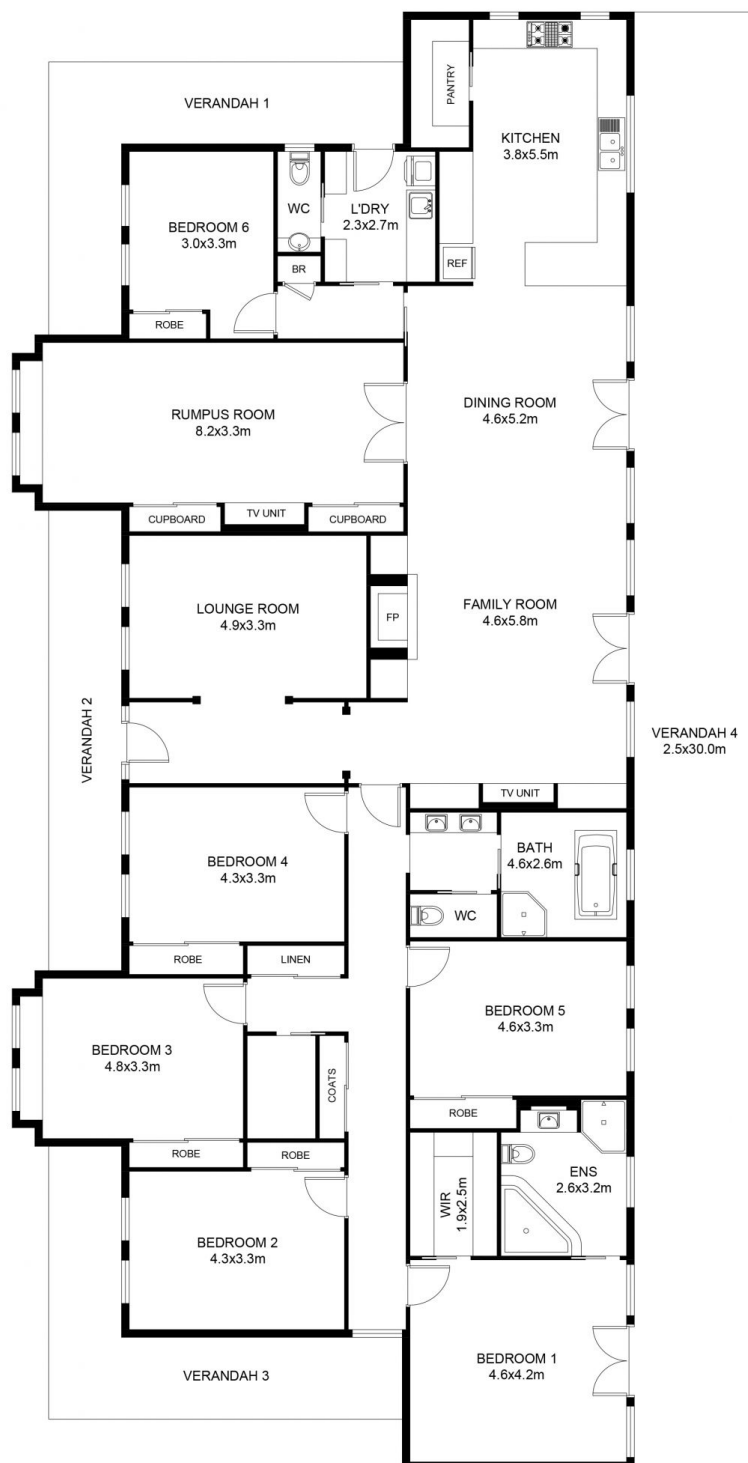 VERANDAH 1
PANTRY
KITCHEN
3.8x5.5m
BEDROOM 6
3.0x3.3m
WC
L'DRY
2.3x2.7m
REF
BR
ROBE
RUMPUS ROOM
8.2x3.3m
DINING ROOM
4.6x5.2m
CUPBOARD
TV UNIT
CUPBOARD
LOUNGE ROOM
4.9x3.3m
FP
FAMILY ROOM
4.6x5.8m
VERANDAH 2
VERANDAH 4
2.5x30.0m
TV UNIT
BEDROOM 4
4.3x3.3m
BATH
4.6x2.6m
WC
ROBE
LINEN
BEDROOM 3
4.8x3.3m
BEDROOM 5
4.6x3.3m
COATS
ROBE
ROBE
ROBE
WIR
1.9x2.5m
ENS
2.6x3.2m
BEDROOM 2
4.3x3.3m
BEDROOM 1
4.6x4.2m
VERANDAH 3